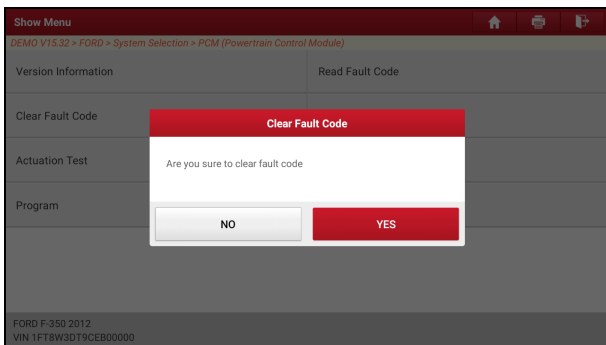 Show Menu
DEMO V15.32 > FORD > System Selection > PCM (Powertrain Control Module)
Version Information
Read Fault Code
Clear Fault Code
Clear Fault Code
Are you sure to clear fault code
Actuation Test
Program
NO
YES
FORD F-350 2012
VIN 1FT8W3DT9CEB00000